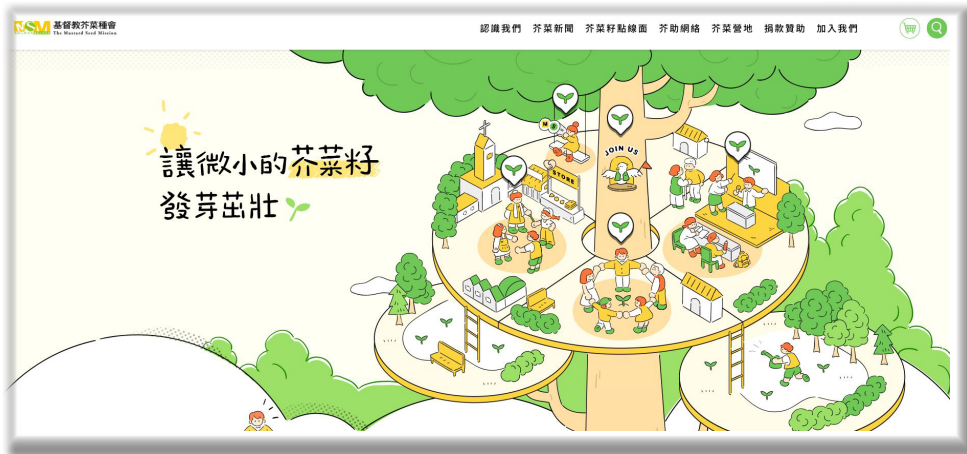 MSM 基督教芥菜種會
The Mustard Seed Mission
認識我們 芥菜新聞 芥菜籽點線面 芥助網絡 芥菜營地 捐款贊助 加入我們
讓微小的芥菜籽
發芽茁壯
JOIN US
STORE